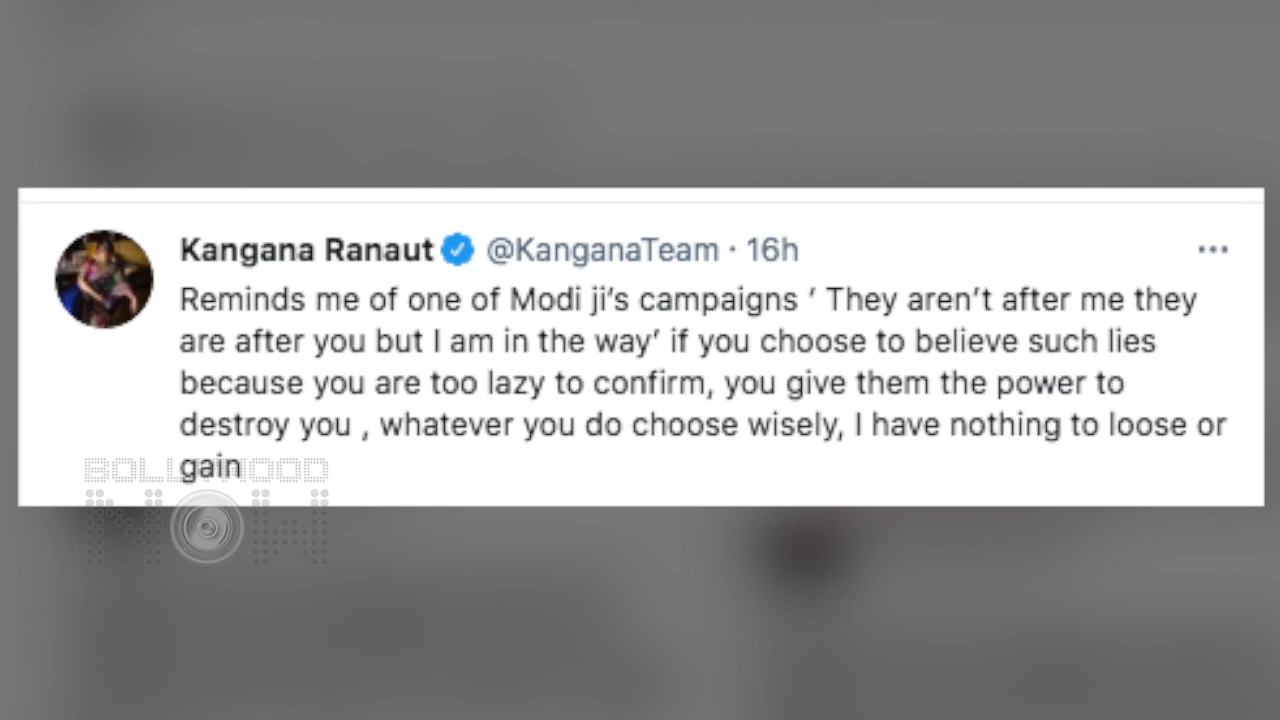 Kangana Ranaut @KanganaTeam · 16h
Reminds me of one of Modi ji’s campaigns ’ They aren’t after me they
are after you but I am in the way’ if you choose to believe such lies
because you are too lazy to confirm, you give them the power to
destroy you , whatever you do choose wisely, I have nothing to loose or
gain
BOLLYWOOD
NOW